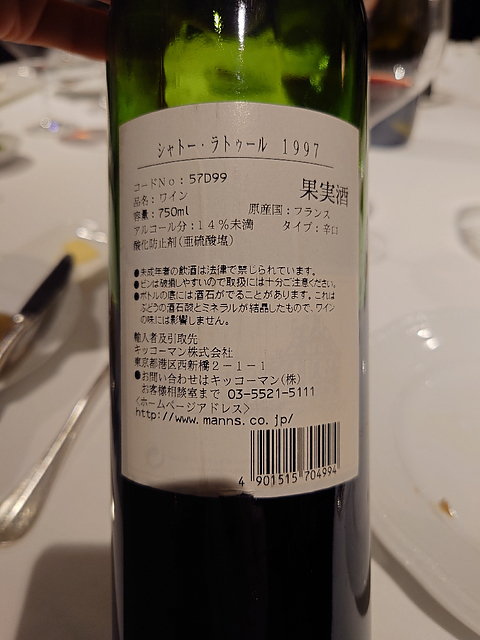 シャトー・ラトゥール 1997
コードNo：57D99
品名：ワイン
果実酒
容量：750ml 原産国：フランス
アルコール分：14％未満 タイプ：辛口
酸化防止剤(亜硫酸塩)
●未成年者の飲酒は法律で禁じられています。
●ビンは破損しやすいので取扱には十分ご注意ください。
●ボトルの底には酒石がでることがあります。これは
ぶどうの酒石酸とミネラルが結晶したもので、ワイン
の味には影響しません。
輸入者及引取先
キッコーマン株式会社
東京都港区西新橋2－1－1
●お問い合わせはキッコーマン(株)
お客様相談室まで 03-5521-5111
〈ホームページアドレス〉
http://www.manns.co.jp/
4 901515 704994